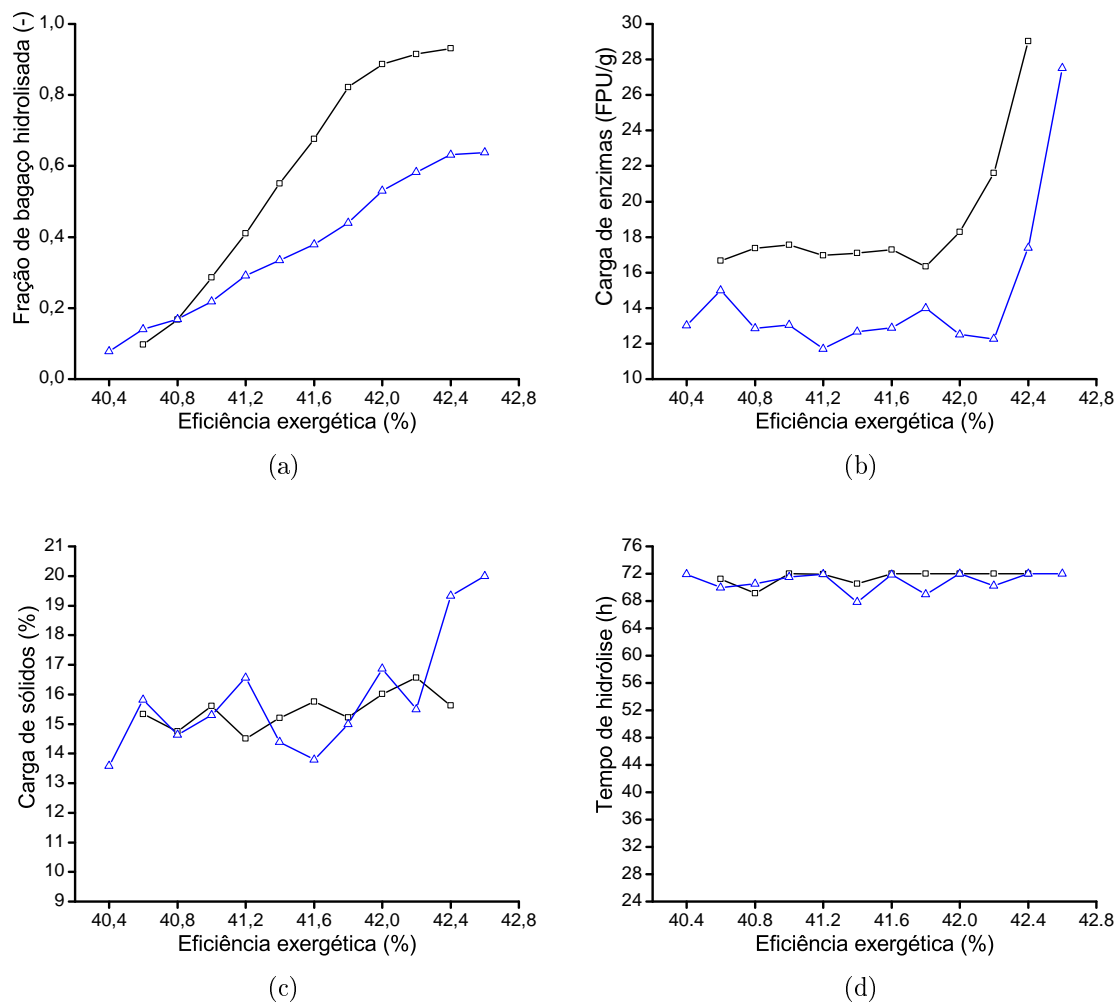 Fração de bagaço hidrolisada (-)
1,0
0,8
0,6
0,4
0,2
0,0
40,4 40,8 41,2 41,6 42,0 42,4 42,8
Eficiência exergética (%)
(a)
Carga de enzimas (FPU/g)
30
28
26
24
22
20
18
16
14
12
10
40,4 40,8 41,2 41,6 42,0 42,4 42,8
Eficiência exergética (%)
(b)
Carga de sólidos (%)
21
20
19
18
17
16
15
14
13
12
11
10
9
40,4 40,8 41,2 41,6 42,0 42,4 42,8
Eficiência exergética (%)
(c)
Tempo de hidrólise (h)
76
72
68
64
60
56
52
48
44
40
36
32
28
24
40.4 40.8 41.2 41.6 42.0 42.4 42.8
Eficiência exergética (%)
(d)